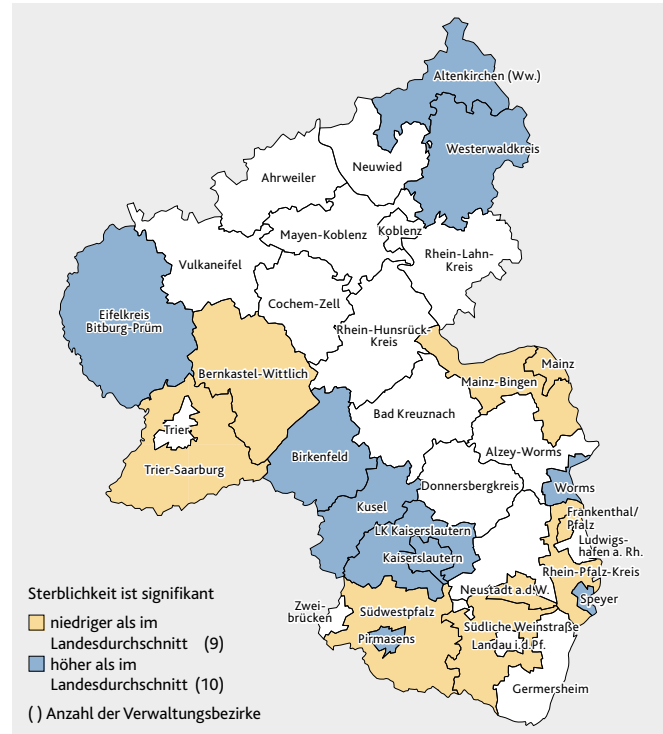 Altenkirchen (Ww.)
Westerwaldkreis
Neuwied
Ahrweiler
Mayen-Koblenz
Koblenz
Rhein-Lahn-
Kreis
Vulkaneifel
Cochem-Zell
Eifelkreis
Bitburg-Prüm
Rhein-Hunsrück-
Kreis
Mainz
Bernkastel-Wittlich
Mainz-Bingen
Bad Kreuznach
Trier
Alzey-Worms
Birkenfeld
Trier-Saarburg
Donnersbergkreis
Worms
Kusel
Frankenthal/
Pfalz
LK Kaiserslautern
Ludwigs-
hafen a. Rh.
Kaiserslautern
Rhein-Pfalz-Kreis
Neustadt a.d.W.
Speyer
Zwei-
brücken
Südwestpfalz
Südliche Weinstraße
Pirmasens
Landau i.d.Pf.
Germersheim
Sterblichkeit ist signifikant
niedriger als im
Landesdurchschnitt (9)
höher als im
Landesdurchschnitt (10)
( ) Anzahl der Verwaltungsbezirke